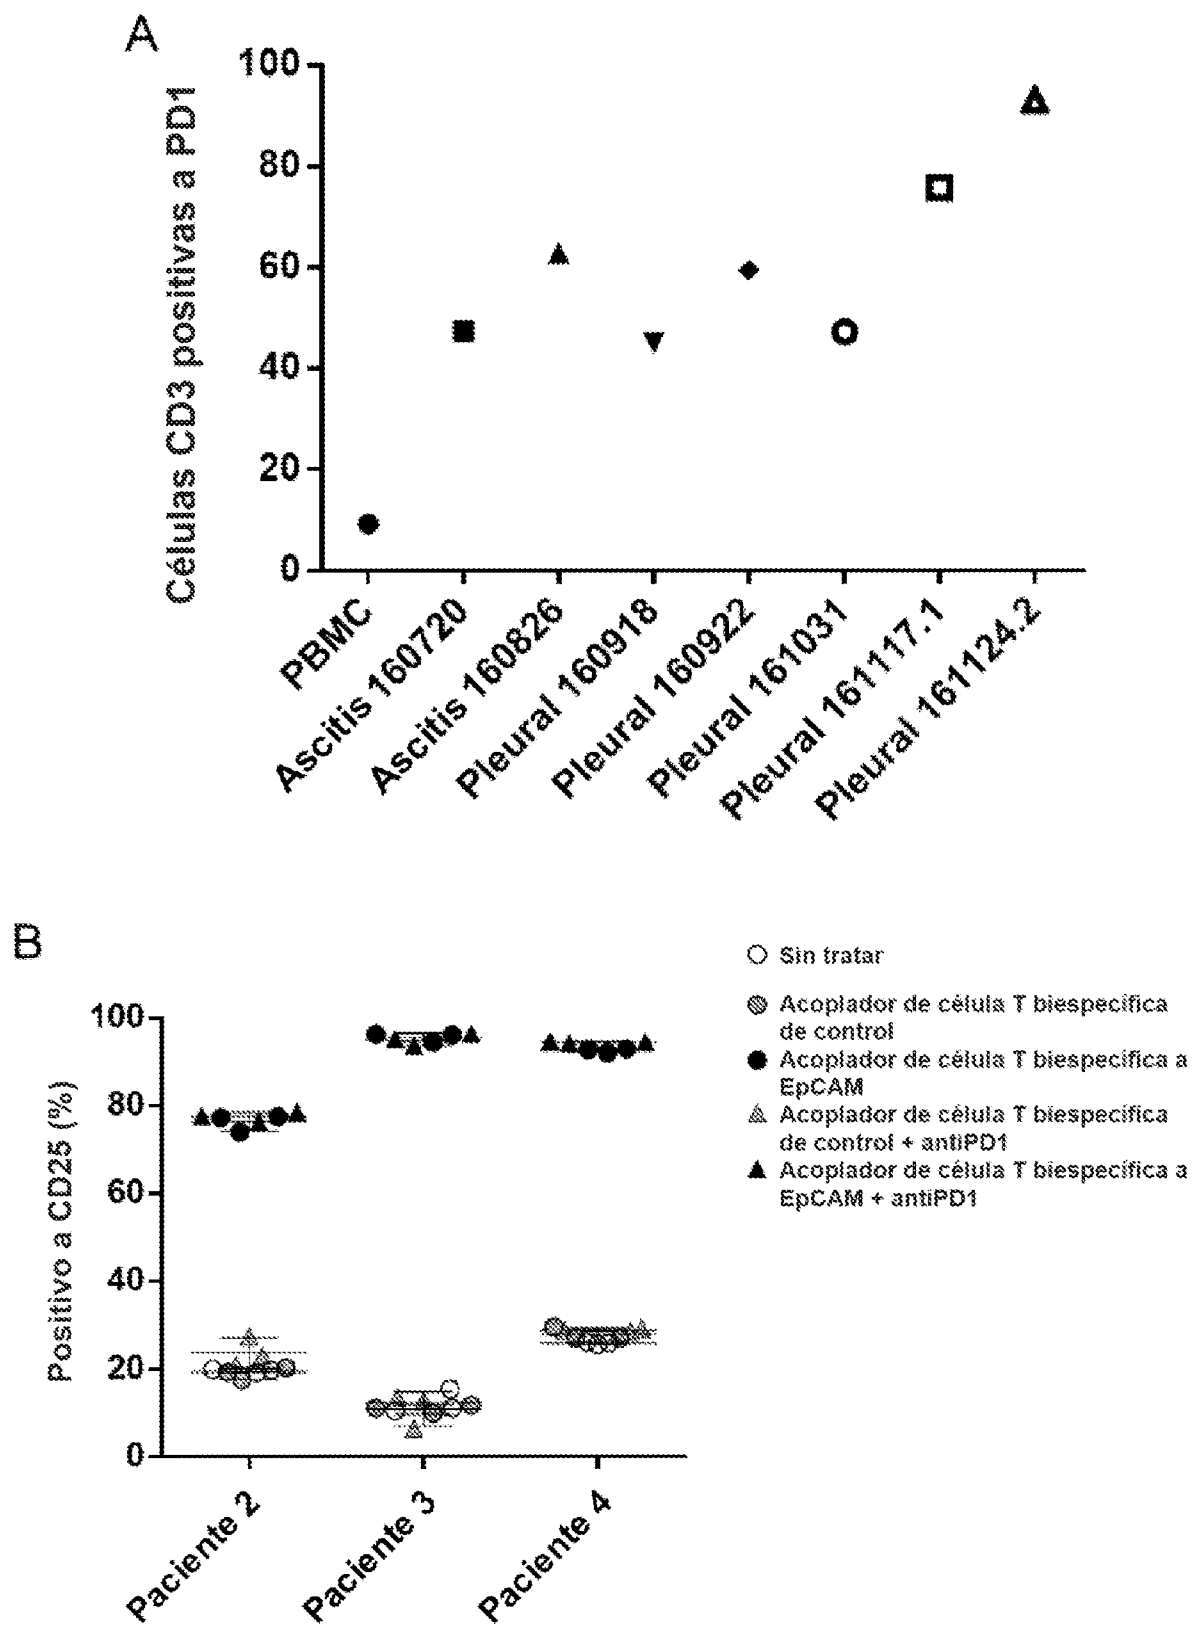 A
Células CD3 positivas a PD1
100
80
60
40
20
0
PBMC
Ascitis 160720
Ascitis 160826
Pleural 160918
Pleural 160922
Pleural 161031
Pleural 161117.1
Pleural 161124.2
B
Positivo a CD25 (%)
100
80
60
40
20
0
Paciente 2
Paciente 3
Paciente 4
Sin tratar
Acoplador de célula T biespecífica
de control
Acoplador de célula T biespecífica a
EpCAM
Acoplador de célula T biespecífica
de control + antiPD1
Acoplador de célula T biespecífica a
EpCAM + antiPD1